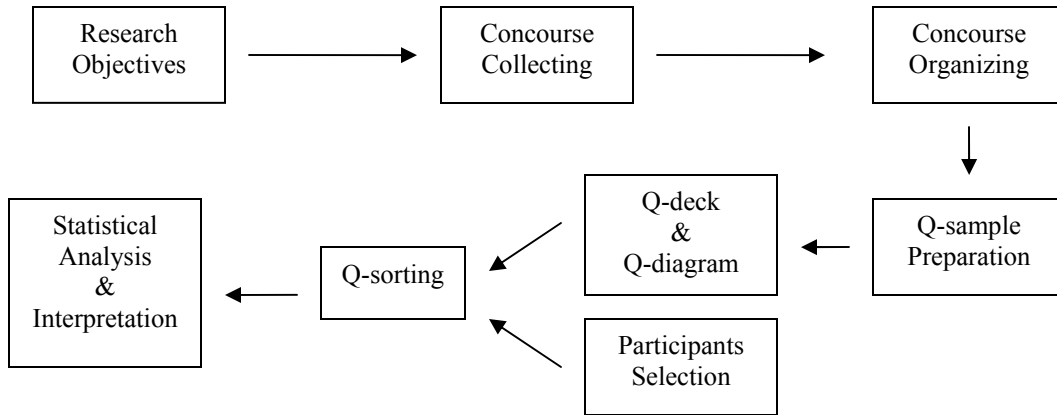 Research
Objectives
Concourse
Collecting
Concourse
Organizing
Q-sample
Preparation
Q-deck
&
Q-diagram
Participants
Selection
Q-sorting
Statistical
Analysis
&
Interpretation